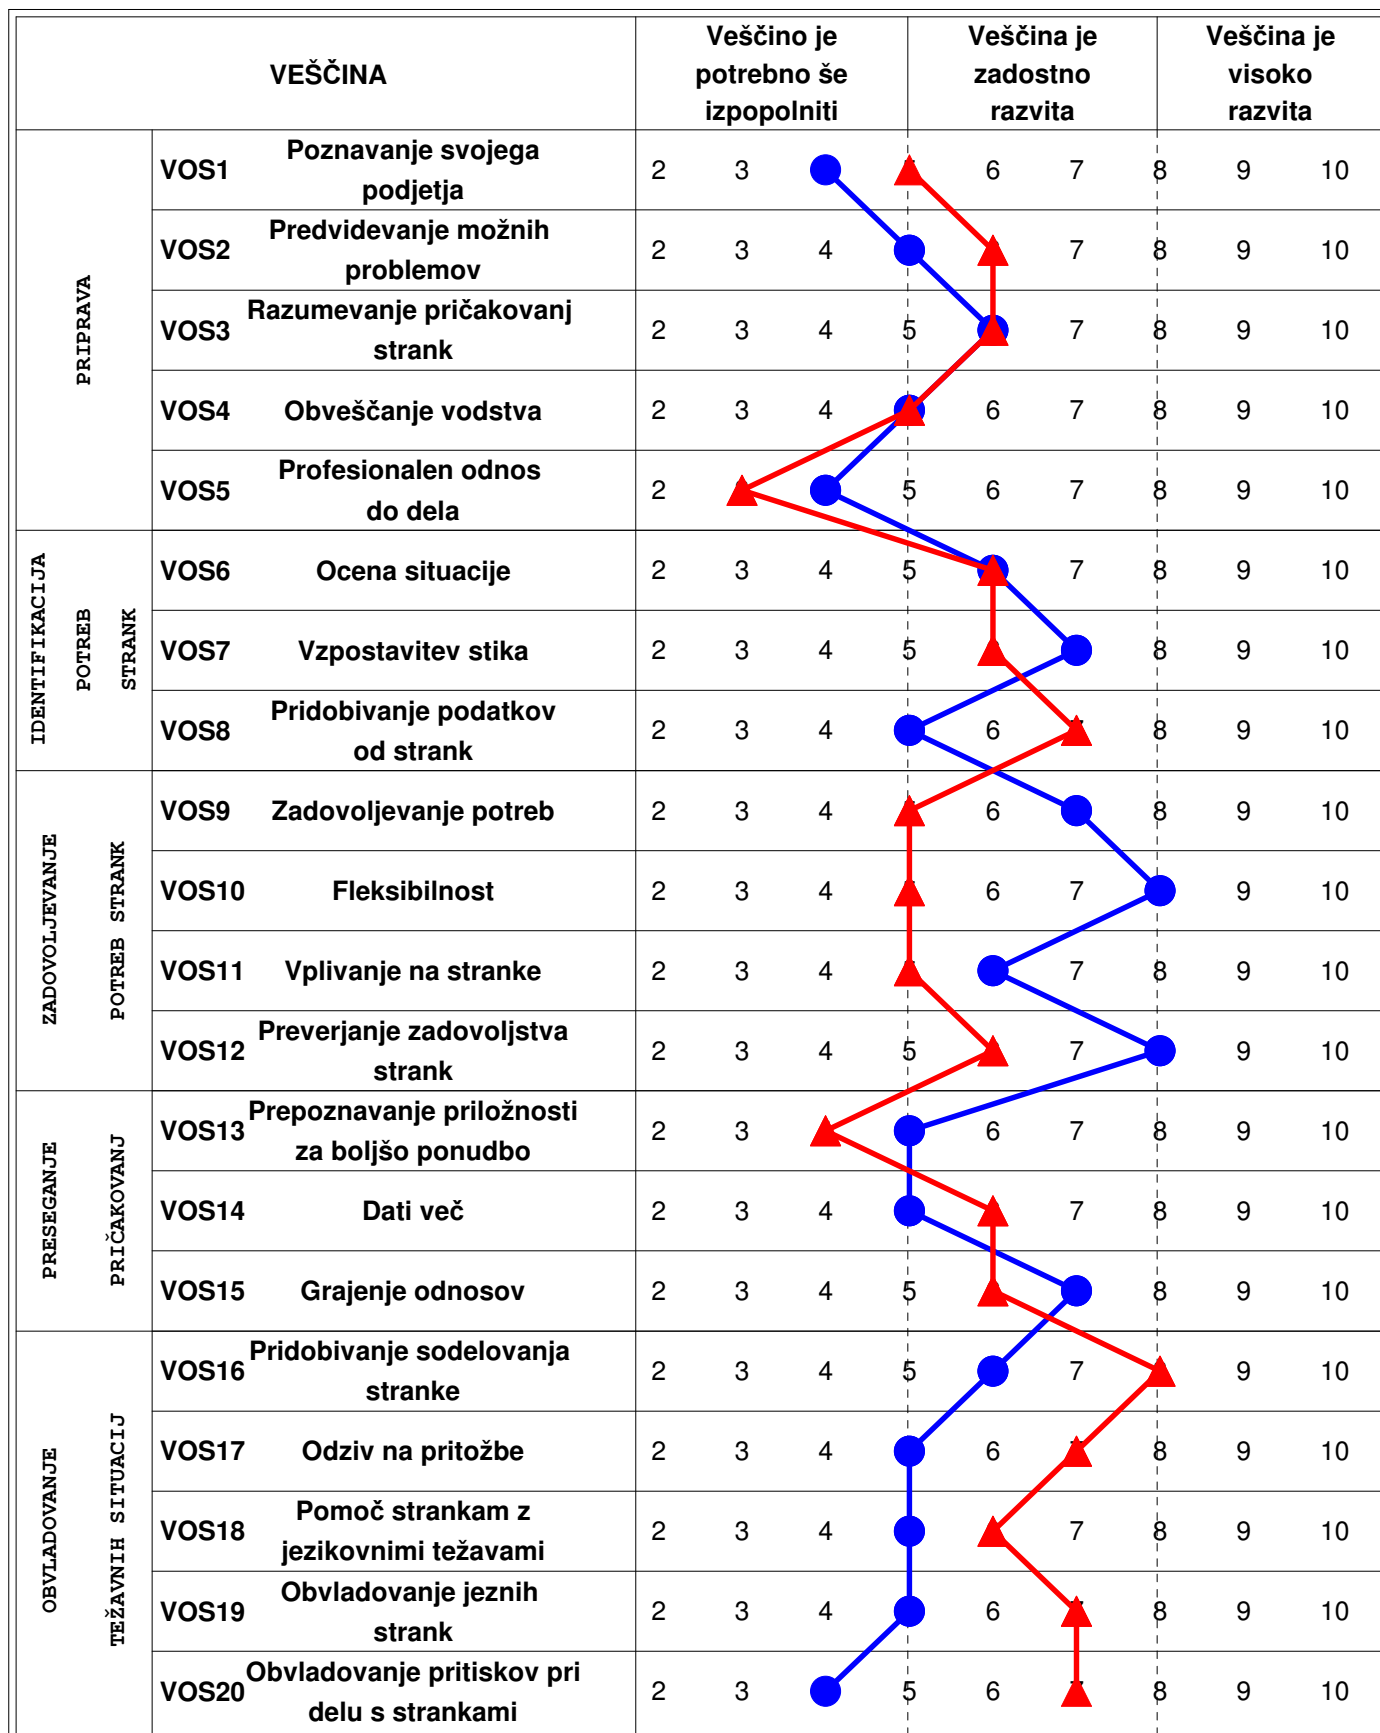 VEŠČINA
Veščino je
potrebno še
izpopolniti
Veščina je
zadostno
razvita
Veščina je
visoko
razvita
PRIPRAVA
VOS1 Poznavanje svojega
podjetja
2 3 6 7 8 9 10
VOS2 Predvidevanje možnih
problemov
2 3 4 7 8 9 10
VOS3 Razumevanje pričakovanj
strank
2 3 4 5 7 8 9 10
VOS4 Obveščanje vodstva
2 3 4 6 7 8 9 10
VOS5 Profesionalen odnos
do dela
2 5 6 7 8 9 10
IDENTIFIKACIJA
POTREB
STRANK
VOS6 Ocena situacije
2 3 4 5 7 8 9 10
VOS7 Vzpostavitev stika
2 3 4 5 8 9 10
VOS8 Pridobivanje podatkov
od strank
2 3 4 6 8 9 10
ZADOVOLJEVANJE
POTREB STRANK
VOS9 Zadovoljevanje potreb
2 3 4 6 8 9 10
VOS10 Fleksibilnost
2 3 4 6 7 9 10
VOS11 Vplivanje na stranke
2 3 4 7 8 9 10
VOS12 Preverjanje zadovoljstva
strank
2 3 4 5 7 9 10
PRESEGANJE
PRIČAKOVANJ
VOS13 Prepoznavanje priložnosti
za boljšo ponudbo
2 3 6 7 8 9 10
VOS14 Dati več
2 3 4 7 8 9 10
VOS15 Grajenje odnosov
2 3 4 5 8 9 10
OBVLADOVANJE
TEŽAVNIH SITUACIJ
VOS16 Pridobivanje sodelovanja
stranke
2 3 4 5 7 9 10
VOS17 Odziv na pritožbe
2 3 4 6 8 9 10
VOS18 Pomoč strankam z
jezikovnimi težavami
2 3 4 7 8 9 10
VOS19 Obvladovanje jeznih
strank
2 3 4 6 8 9 10
VOS20 Obvladovanje pritiskov pri
delu s strankami
2 3 5 6 8 9 10